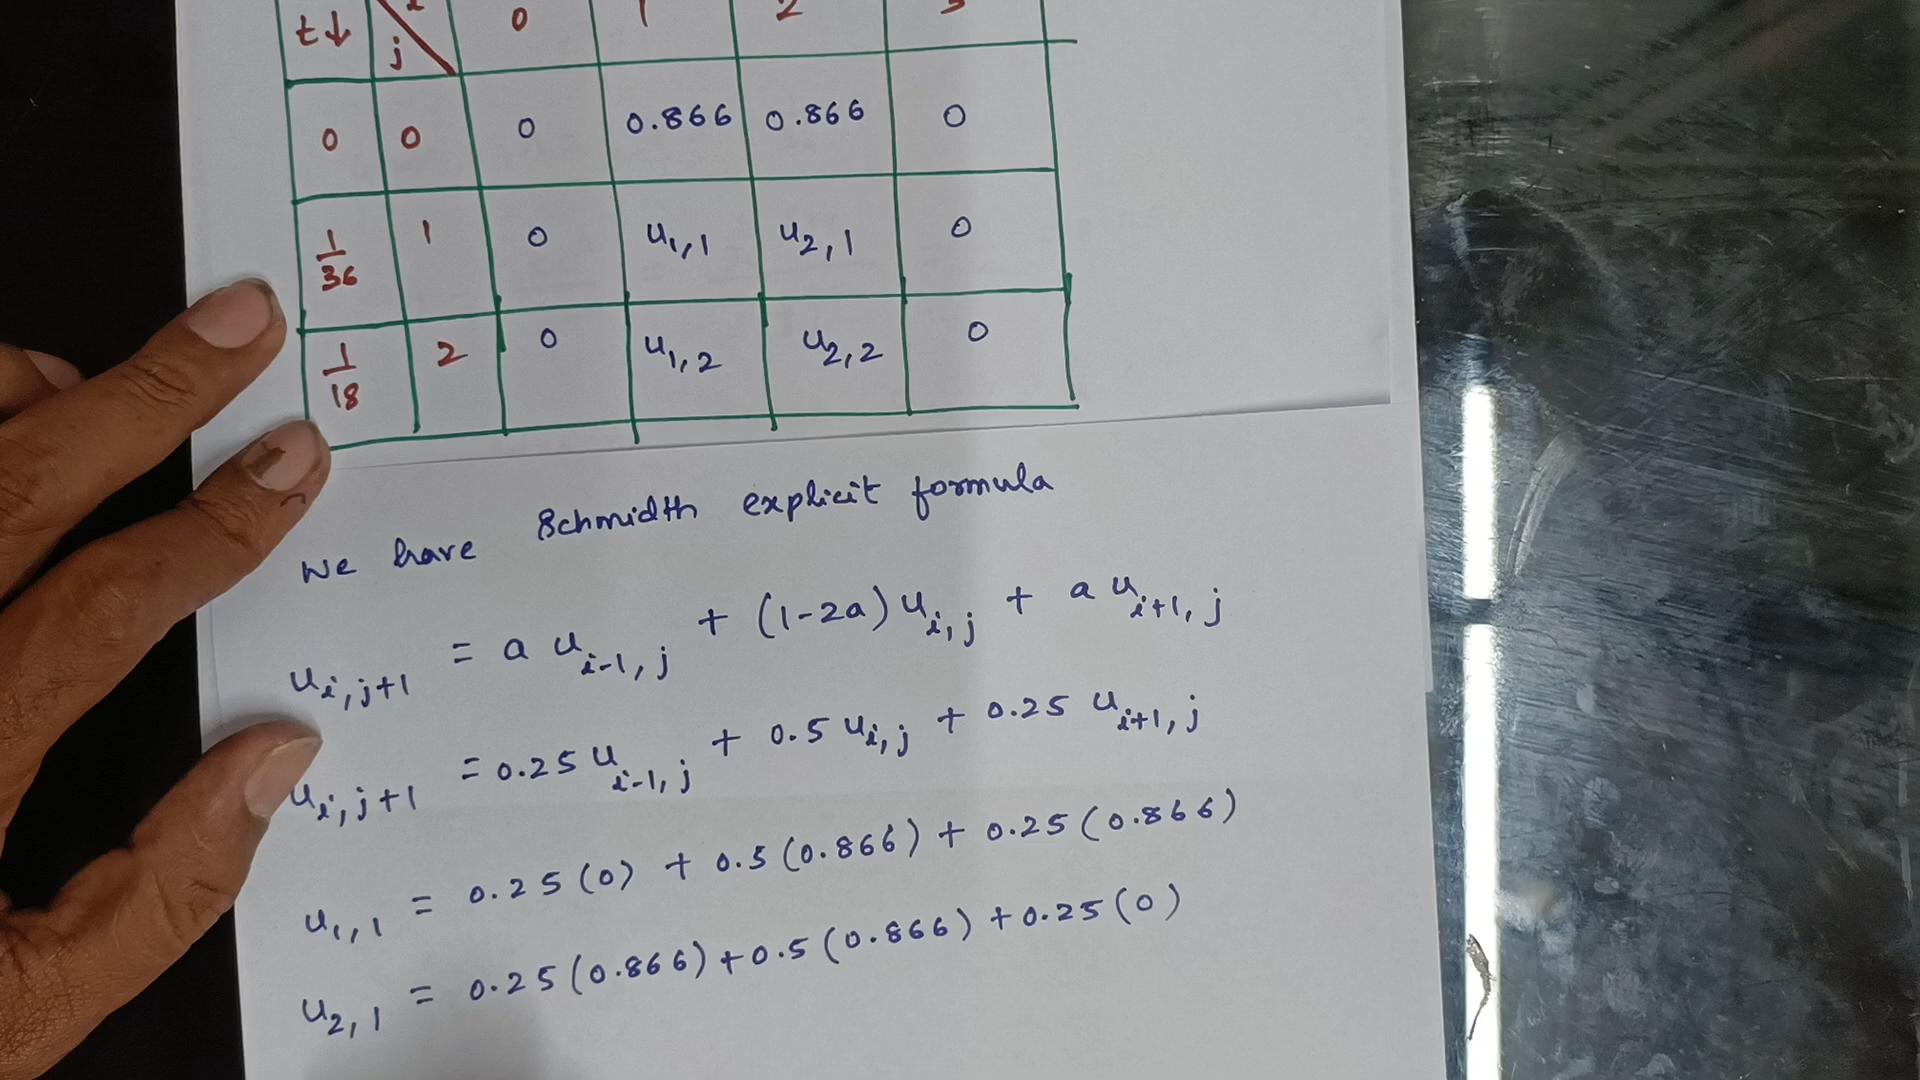 t↓ j 0 1 2 3
0 0 0 0.866 0.866 0
1/36 1 0 u1,1 u2,1 0
1/18 2 0 u1,2 u2,2 0
We have Schmidth explicit formula
ui,j+1 = a ui-1,j + (1-2a) ui,j + a ui+1,j
ui,j+1 = 0.25 ui-1,j + 0.5 ui,j + 0.25 ui+1,j
u1,1 = 0.25(0) + 0.5(0.866) + 0.25(0.866)
u2,1 = 0.25(0.866) + 0.5(0.866) + 0.25(0)